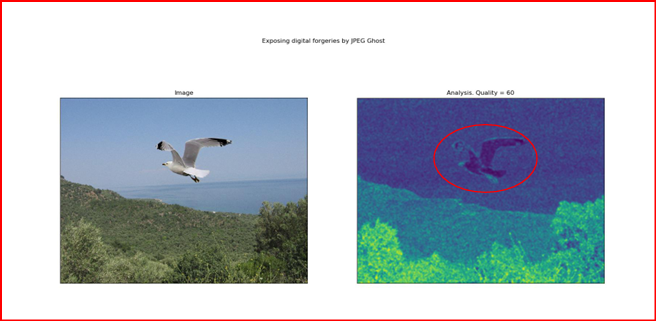 Exposing digital forgeries by JPEG Ghost
Image
Analysis. Quality = 60